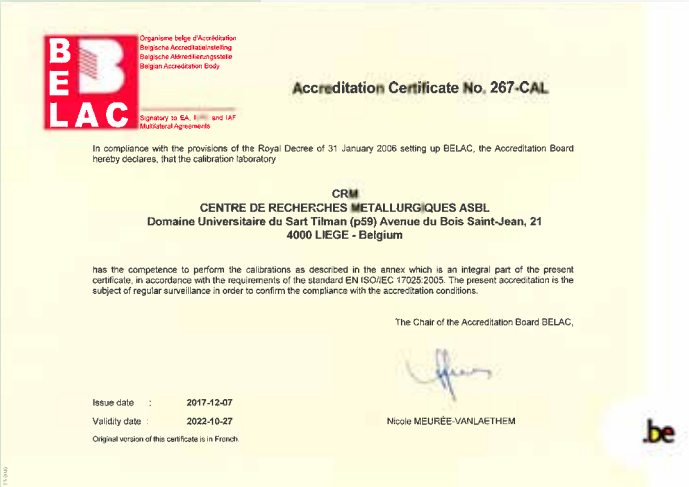 BELAC
Organisme belge d'Accréditation
Belgische Accreditatieinstelling
Belgische Akkreditierungsstelle
Belgian Accreditation Body
Signatory to EA, and IAF
Multilateral Agreements
Accreditation Certificate No. 267-CAL
In compliance with the provisions of the Royal Decree of 31 January 2006 setting up BELAC, the Accreditation Board
hereby declares, that the calibration laboratory
CRM
CENTRE DE RECHERCHES METALLURGIQUES ASBL
Domaine Universitaire du Sart Tilman (p59) Avenue du Bois Saint-Jean, 21
4000 LIEGE - Belgium
has the competence to perform the calibrations as described in the annex which is an integral part of the present
certificate, in accordance with the requirements of the standard EN ISO/IEC 17025:2005. The present accreditation is the
subject of regular surveillance in order to confirm the compliance with the accreditation conditions.
The Chair of the Accreditation Board BELAC,
Issue date : 2017-12-07
Validity date : 2022-10-27
Nicole MEURÉE-VANLAETHEM
Original version of this certificate is in French.
.be